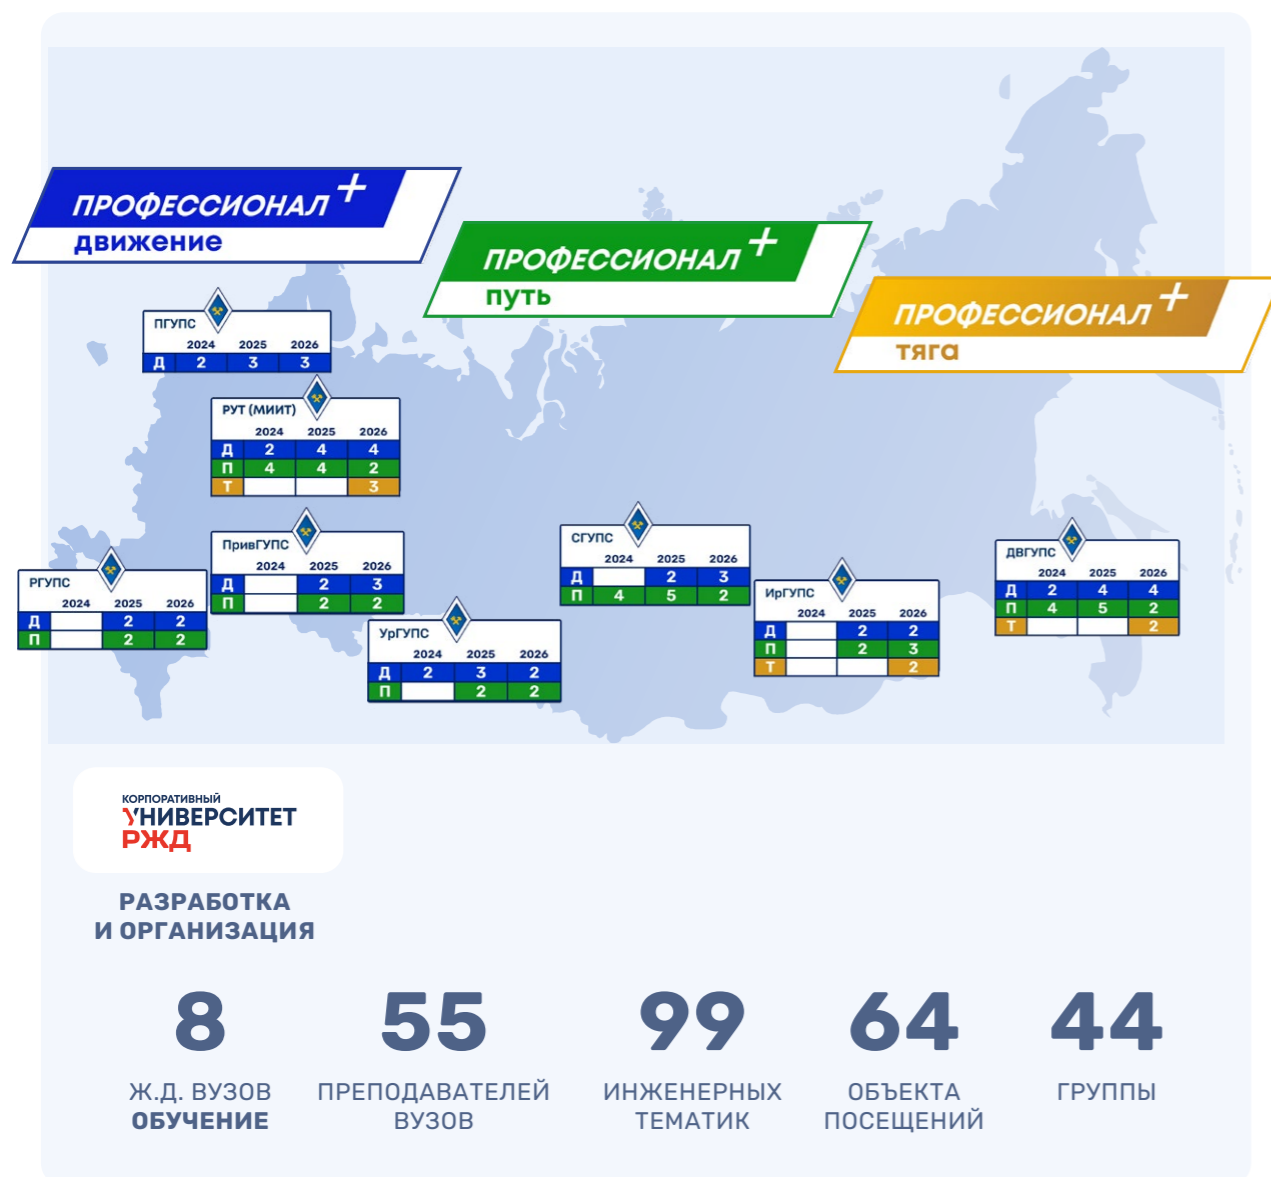 ПРОФЕССИОНАЛ+
движение
ПРОФЕССИОНАЛ+
путь
ПРОФЕССИОНАЛ+
тяга
ПГУПС
2024 2025 2026
Д 2 3 3
РУТ (МИИТ)
2024 2025 2026
Д 2 4 4
П 4 4 2
Т 3
ПривГУПС
2024 2025 2026
Д 2 3
П 2 2
РГУПС
2024 2025 2026
Д 2 2
П 2 2
УрГУПС
2024 2025 2026
Д 2 3 2
П 2 2
СГУПС
2024 2025 2026
Д 2 3
П 4 5 2
ИрГУПС
2024 2025 2026
Д 2 2
П 2 3
Т 2
ДВГУПС
2024 2025 2026
Д 2 4 4
П 4 5 2
Т 2
КОРПОРАТИВНЫЙ
УНИВЕРСИТЕТ
РЖД
РАЗРАБОТКА
И ОРГАНИЗАЦИЯ
8
Ж.Д. ВУЗОВ
ОБУЧЕНИЕ
55
ПРЕПОДАВАТЕЛЕЙ
ВУЗОВ
99
ИНЖЕНЕРНЫХ
ТЕМАТИК
64
ОБЪЕКТА
ПОСЕЩЕНИЙ
44
ГРУППЫ